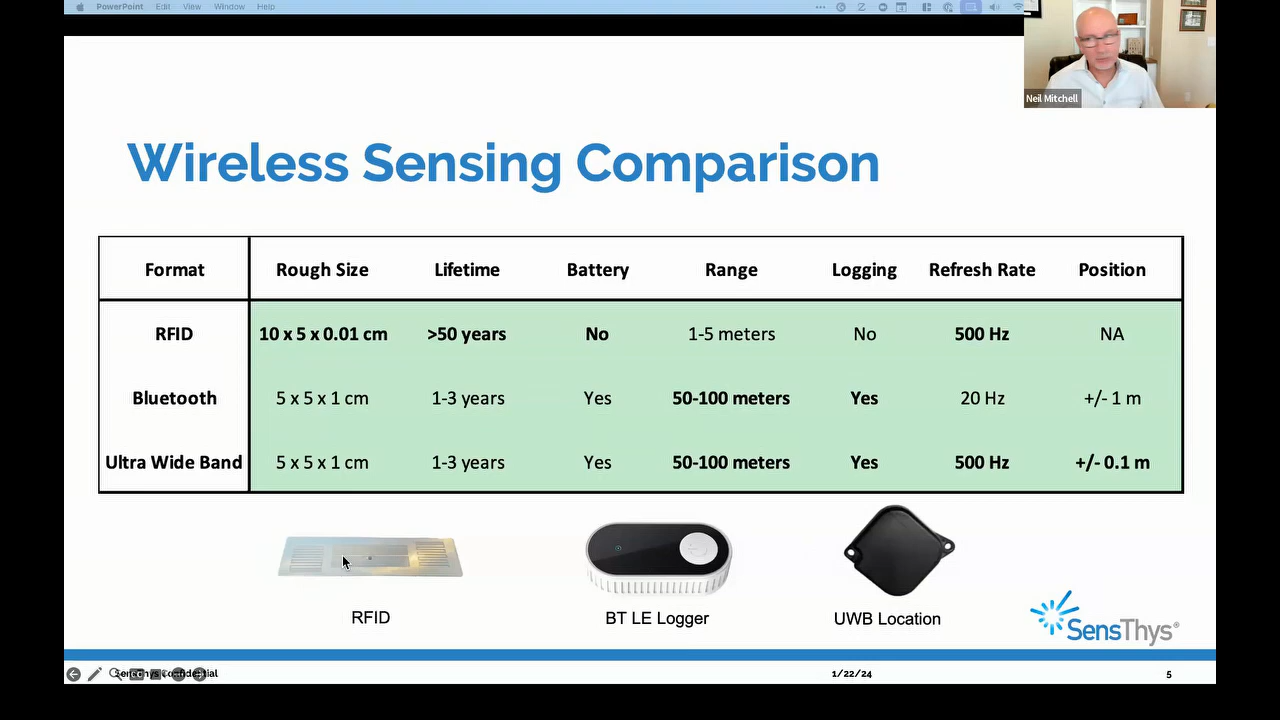 PowerPoint Edit View Window Help
Neil Mitchell
Wireless Sensing Comparison
Format Rough Size Lifetime Battery Range Logging Refresh Rate Position
RFID 10 x 5 x 0.01 cm >50 years No 1-5 meters No 500 Hz NA
Bluetooth 5 x 5 x 1 cm 1-3 years Yes 50-100 meters Yes 20 Hz +/- 1 m
Ultra Wide Band 5 x 5 x 1 cm 1-3 years Yes 50-100 meters Yes 500 Hz +/- 0.1 m
RFID BT LE Logger UWB Location
SensThys®
SensThys Confidential 1/22/24 5